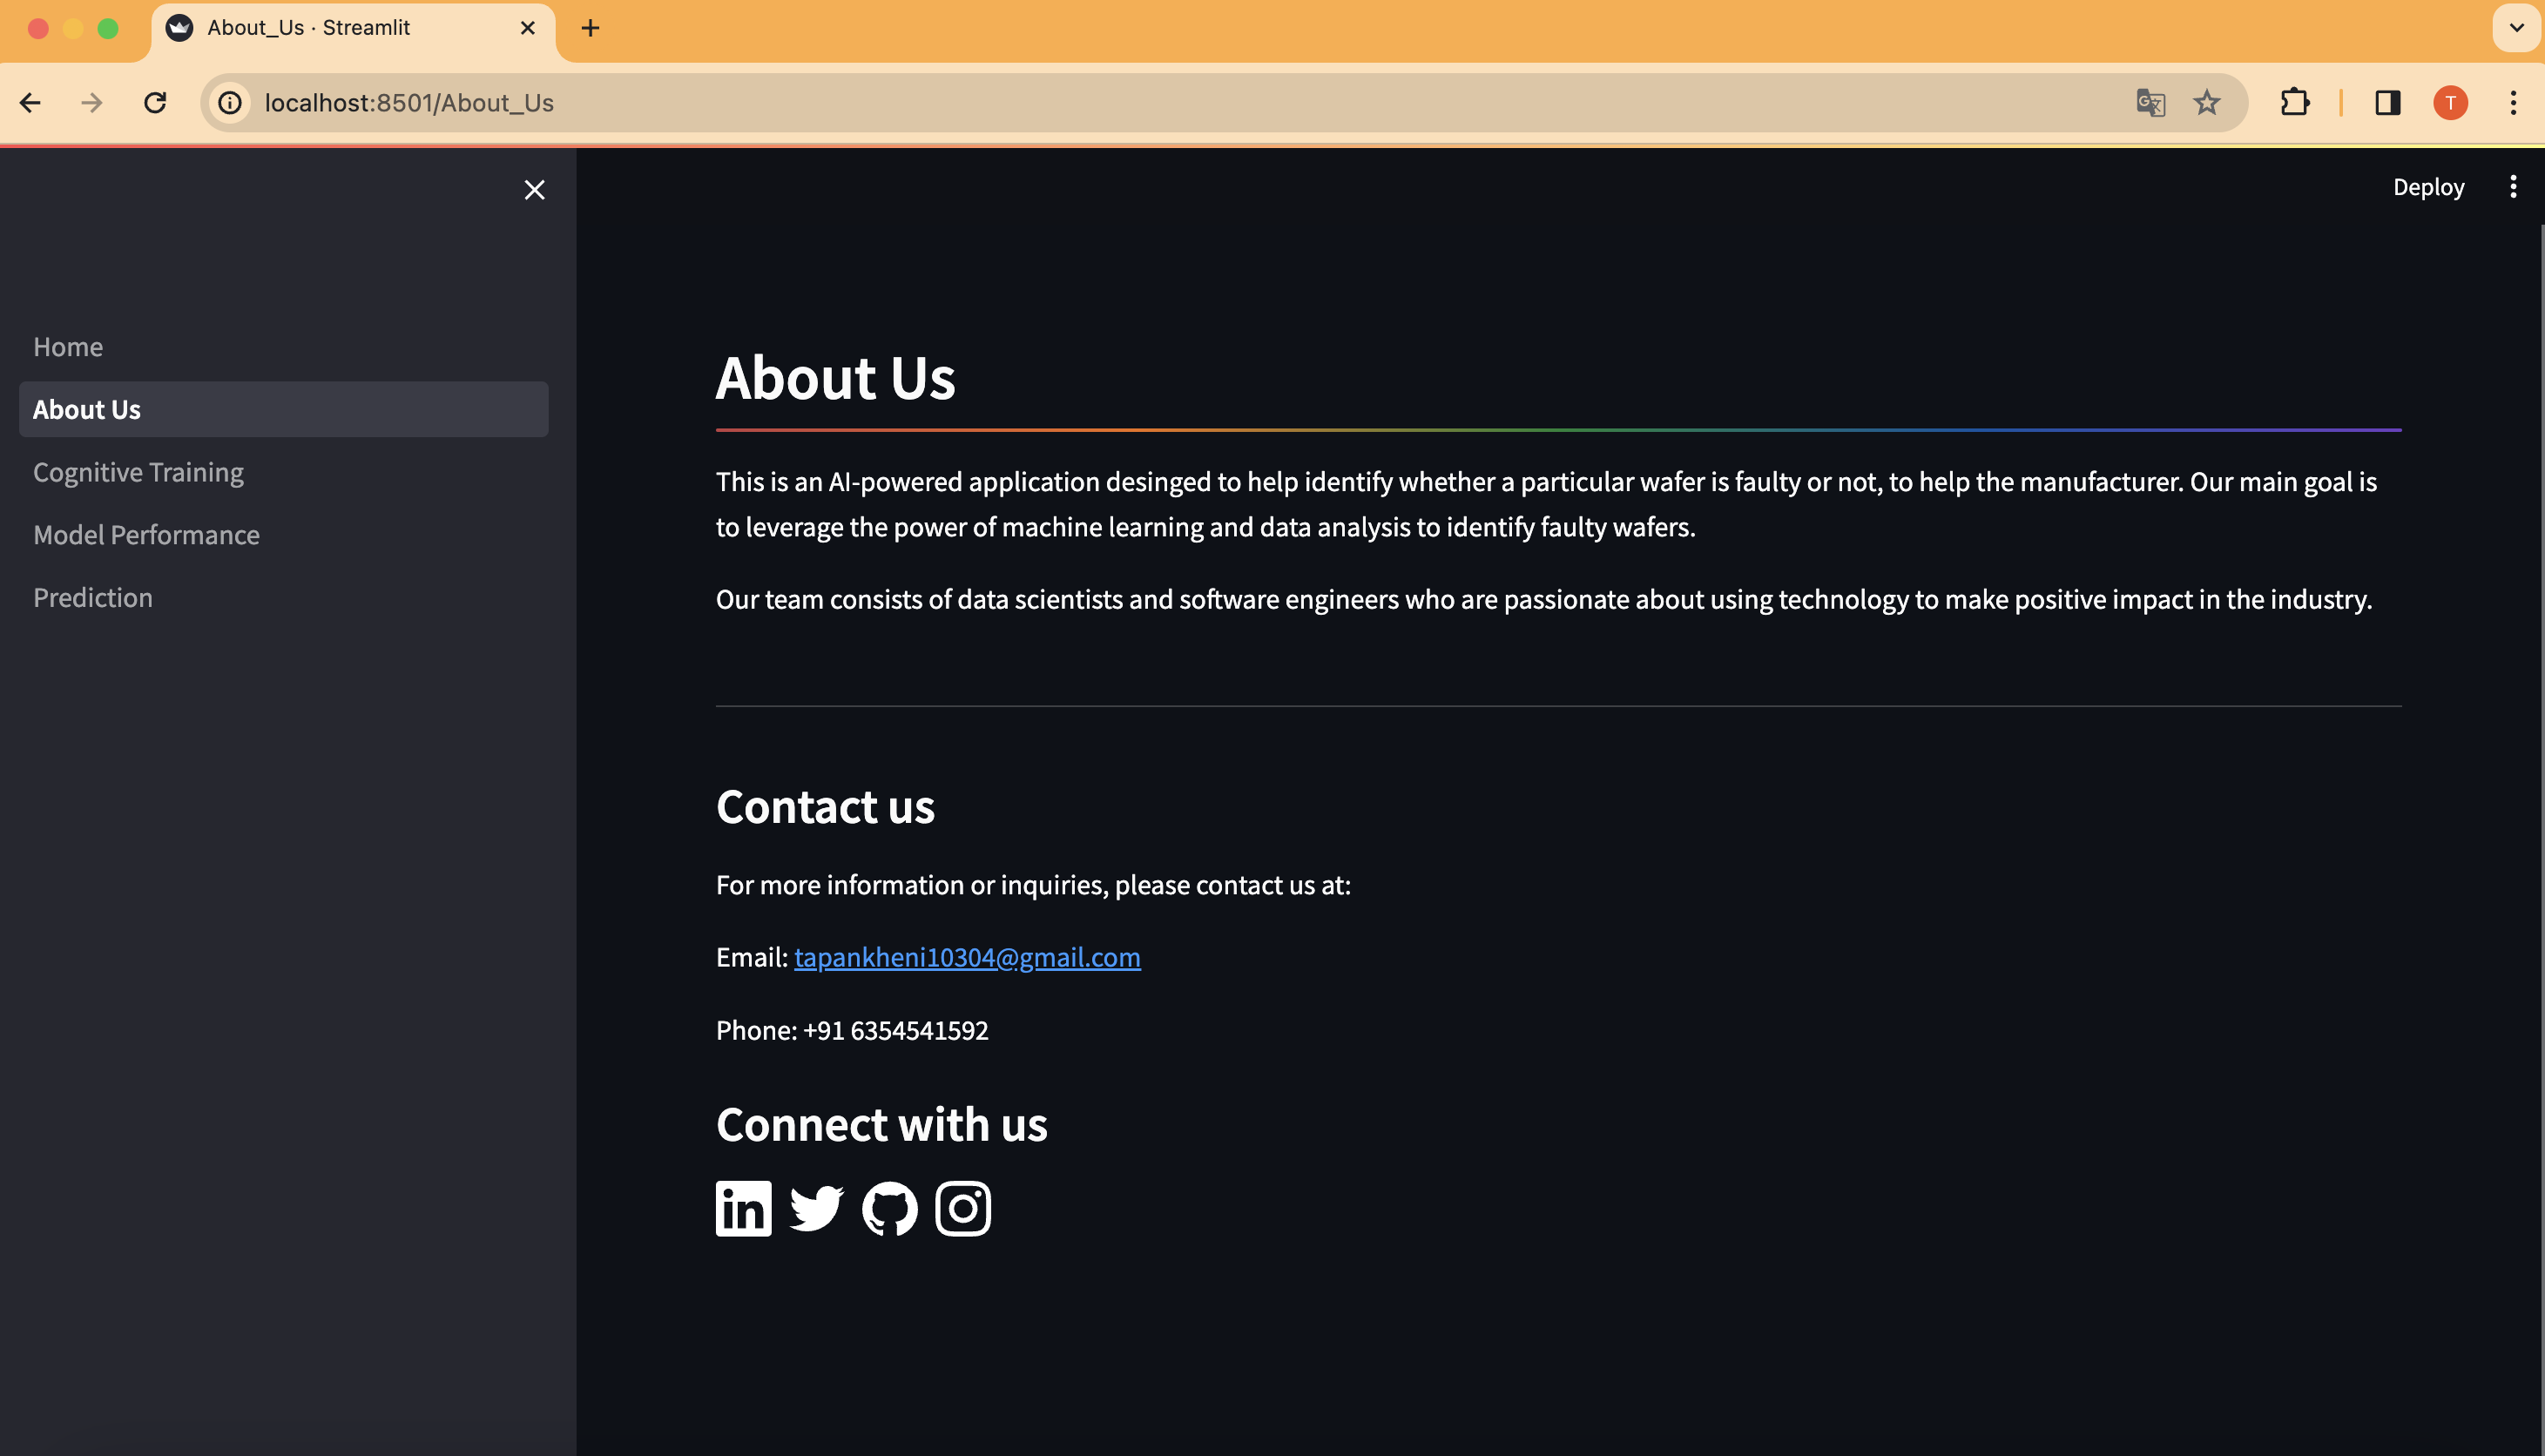 About_Us · Streamlit
localhost:8501/About_Us
T
Deploy
Home
About Us
Cognitive Training
Model Performance
Prediction
About Us
This is an AI-powered application desinged to help identify whether a particular wafer is faulty or not, to help the manufacturer. Our main goal is
to leverage the power of machine learning and data analysis to identify faulty wafers.
Our team consists of data scientists and software engineers who are passionate about using technology to make positive impact in the industry.
Contact us
For more information or inquiries, please contact us at:
Email: tapankheni10304@gmail.com
Phone: +91 6354541592
Connect with us
in